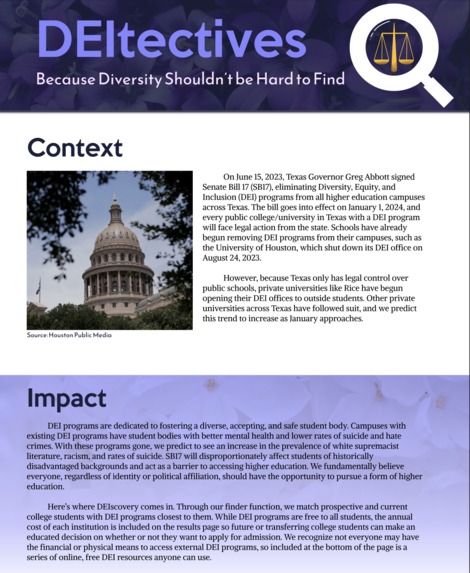 DEItectives
Because Diversity Shouldn't be Hard to Find
Context
On June 15, 2023, Texas Governor Greg Abbott signed
Senate Bill 17 (SB17), eliminating Diversity, Equity, and
Inclusion (DEI) programs from all higher education campuses
across Texas. The bill goes into effect on January 1, 2024, and
every public college/university in Texas with a DEI program
will face legal action from the state. Schools have already
begun removing DEI programs from their campuses, such as
the University of Houston, which shut down its DEI office on
August 24, 2023.
However, because Texas only has legal control over
public schools, private universities like Rice have begun
opening their DEI offices to outside students. Other private
universities across Texas have followed suit, and we predict
this trend to increase as January approaches.
Source: Houston Public Media
Impact
DEI programs are dedicated to fostering a diverse, accepting, and safe student body. Campuses with
existing DEI programs have student bodies with better mental health and lower rates of suicide and hate
crimes. With these programs gone, we predict to see an increase in the prevalence of white supremacist
literature, racism, and rates of suicide. SB17 will disproportionately affect students of historically
disadvantaged backgrounds and act as a barrier to accessing higher education. We fundamentally believe
everyone, regardless of identity or political affiliation, should have the opportunity to pursue a form of higher
education.
Here's where DEIscovery comes in. Through our finder function, we match prospective and current
college students with DEI programs closest to them. While DEI programs are free to all students, the annual
cost of each institution is included on the results page so future or transferring college students can make an
educated decision on whether or not they want to apply for admission. We recognize not everyone may have
the financial or physical means to access external DEI programs, so included at the bottom of the page is a
series of online, free DEI resources anyone can use.